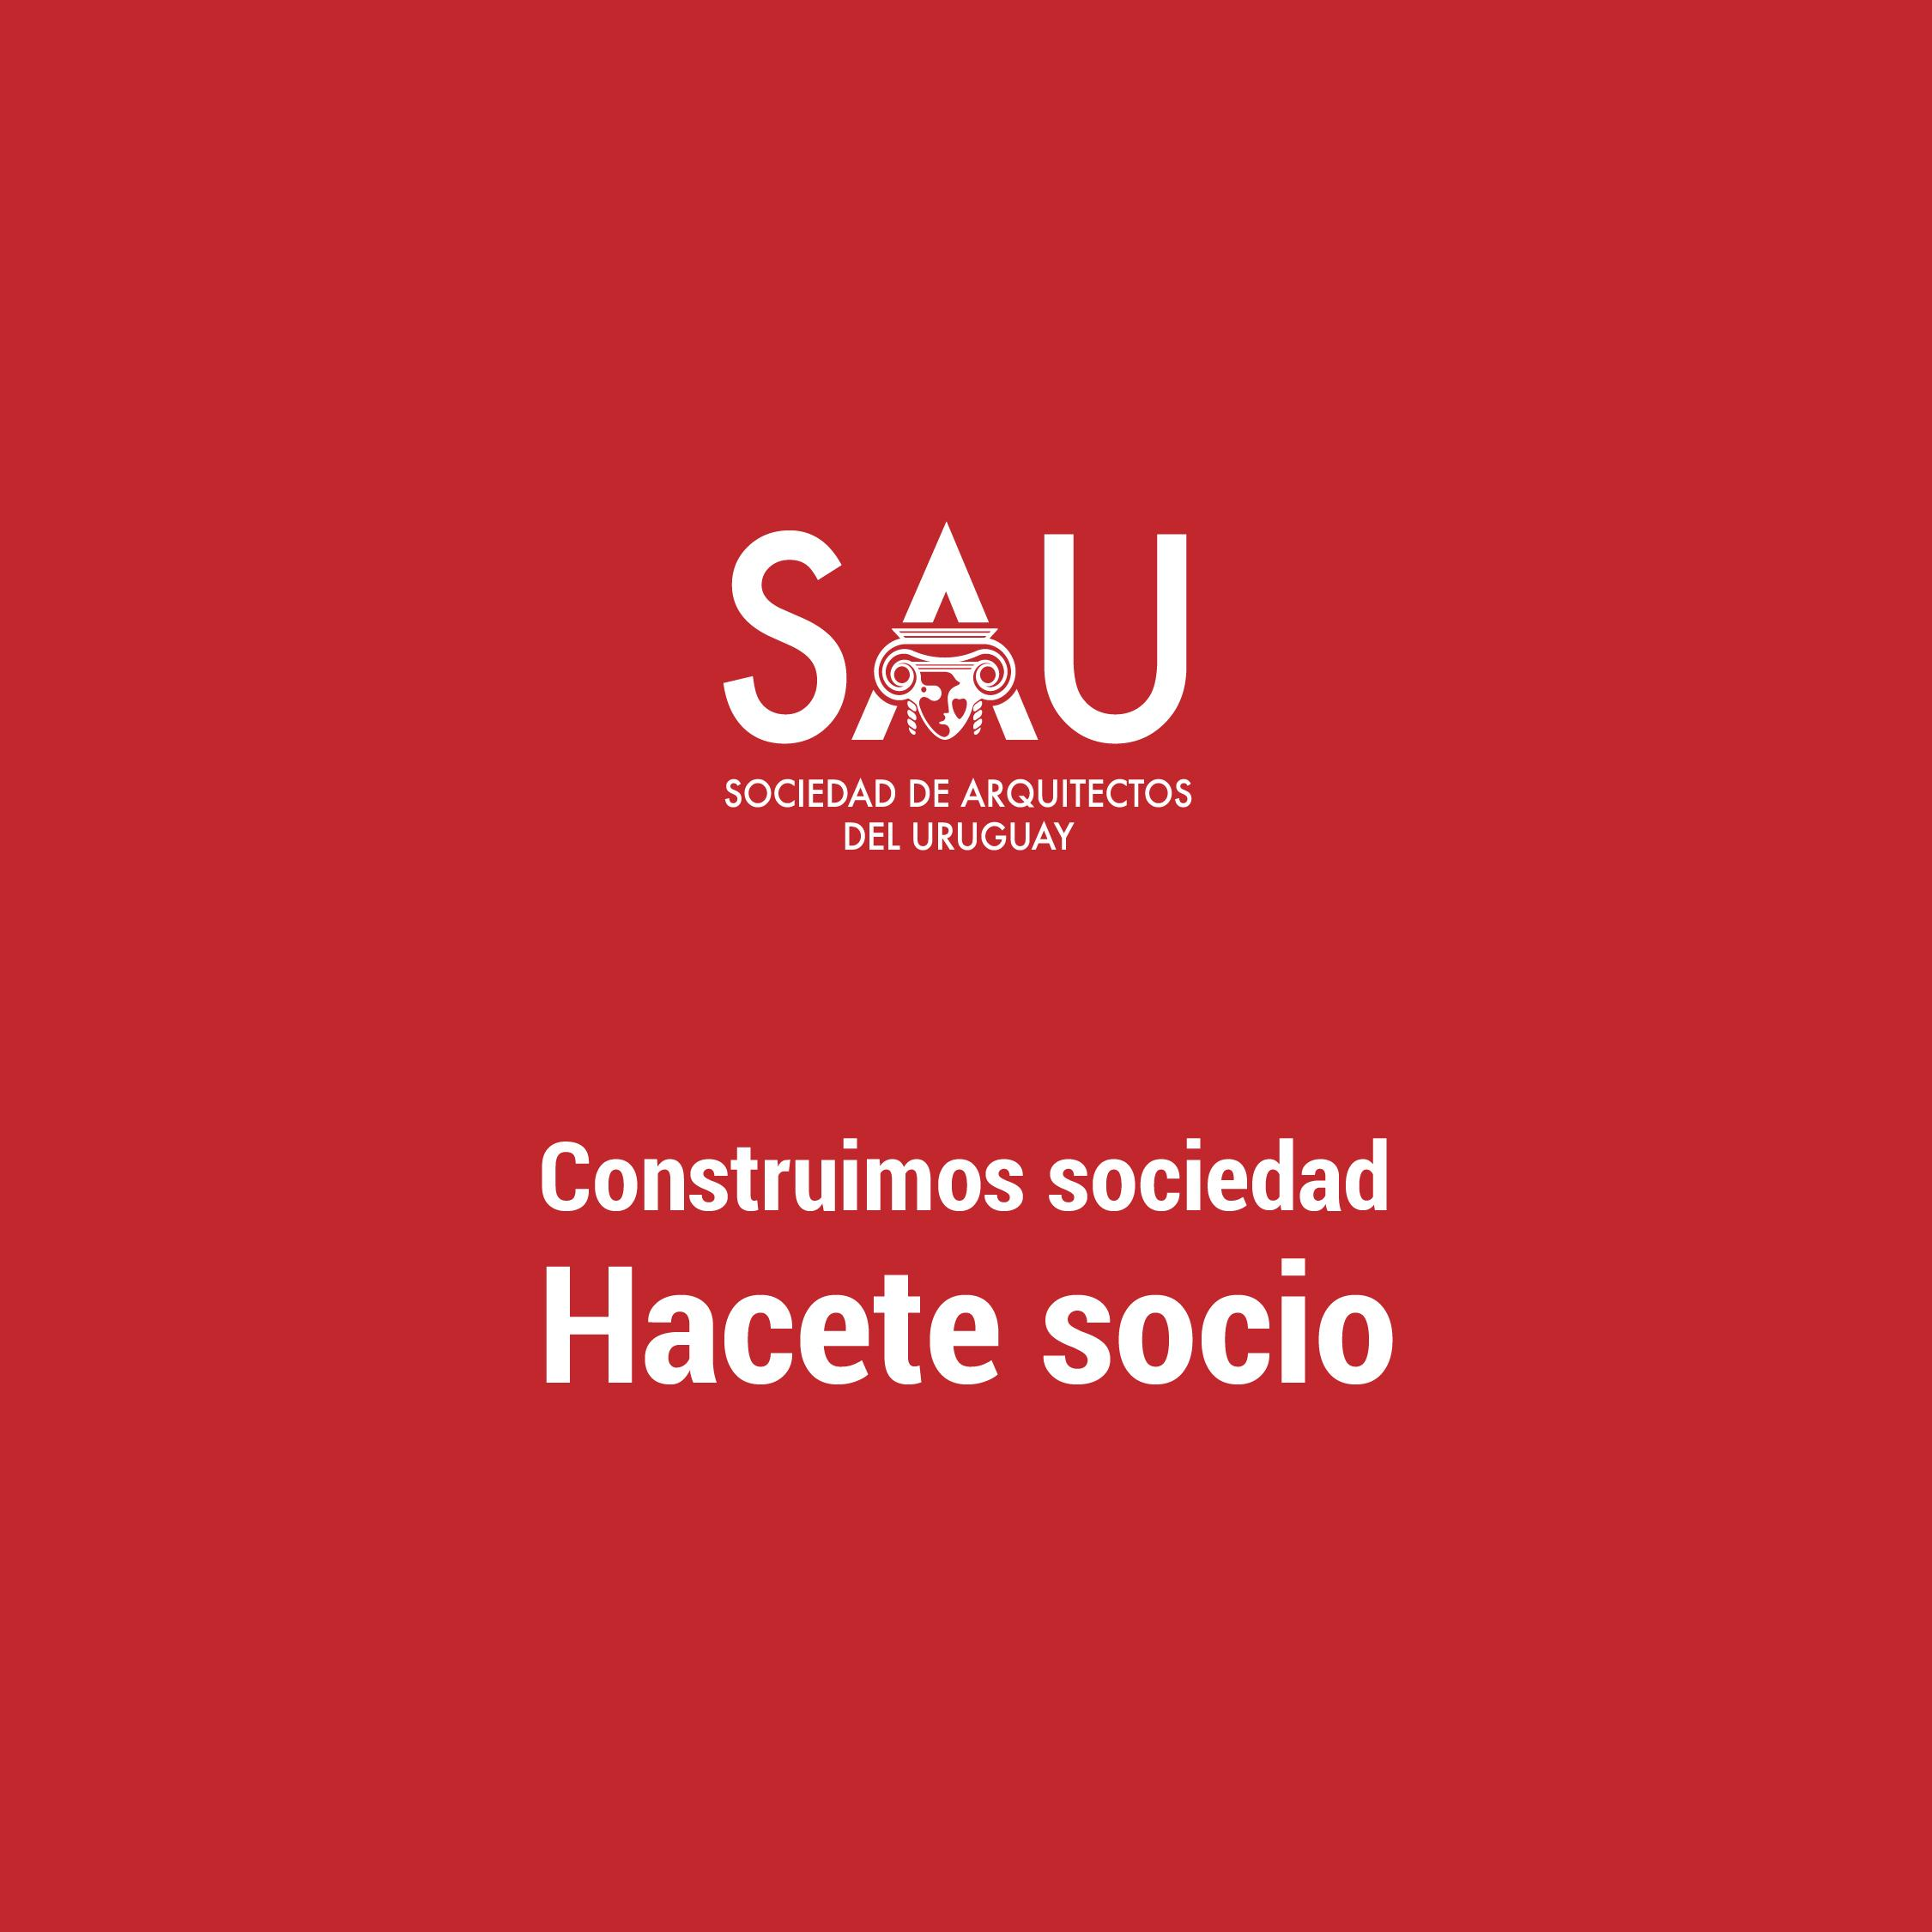 SAU
SOCIEDAD DE ARQUITECTOS
DEL URUGUAY
Construimos sociedad
Hacete socio